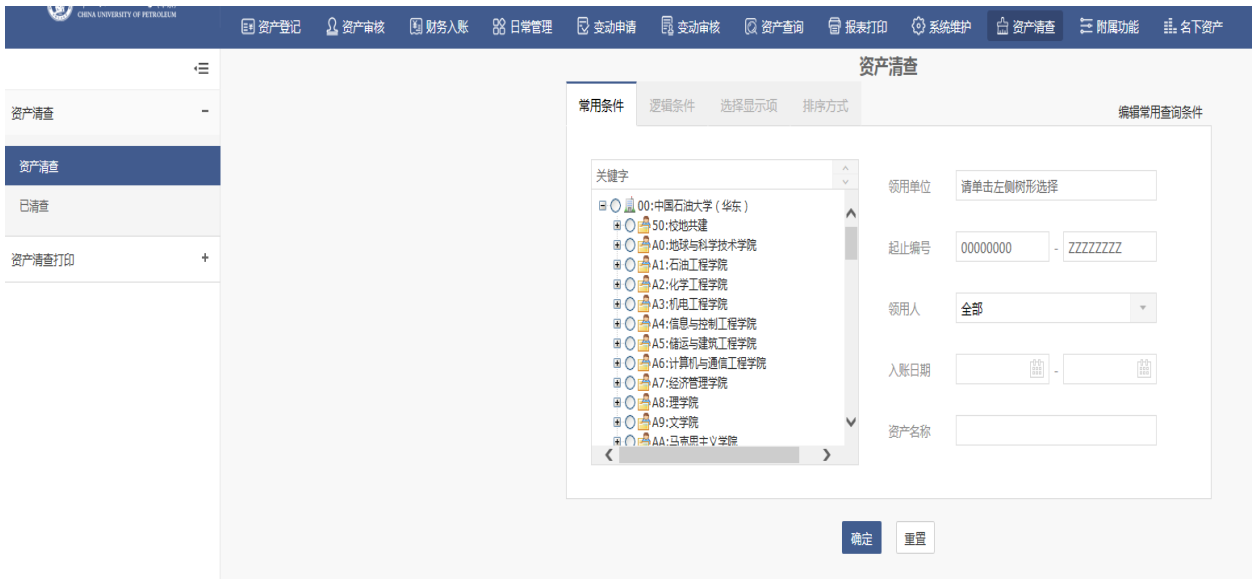 CHINA UNIVERSITY OF PETROLEUM
资产登记 资产审核 财务入账 日常管理 变动申请 变动审核 资产查询 报表打印 系统维护 资产清查 附属功能 名下资产
资产清查
资产清查 -
资产清查
已清查
资产清查打印 +
常用条件 逻辑条件 选择显示项 排序方式
编辑常用查询条件
关键字
00:中国石油大学（华东）
50:校地共建
A0:地球与科学技术学院
A1:石油工程学院
A2:化学工程学院
A3:机电工程学院
A4:信息与控制工程学院
A5:储运与建筑工程学院
A6:计算机与通信工程学院
A7:经济管理学院
A8:理学院
A9:文学院
AA:马克思主义学院
领用单位 请单击左侧树形选择
起止编号 00000000 - ZZZZZZZZ
领用人 全部
入账日期 -
资产名称
确定 重置